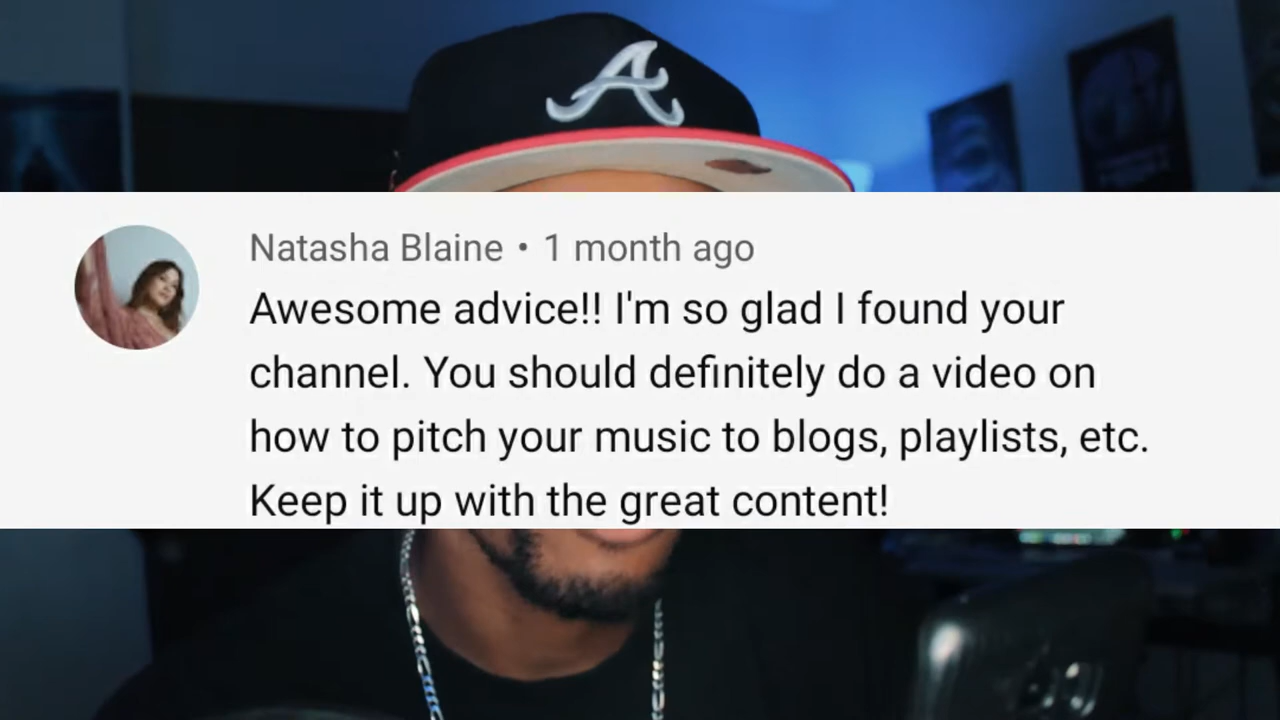 A
Natasha Blaine • 1 month ago
Awesome advice!! I'm so glad I found your
channel. You should definitely do a video on
how to pitch your music to blogs, playlists, etc.
Keep it up with the great content!